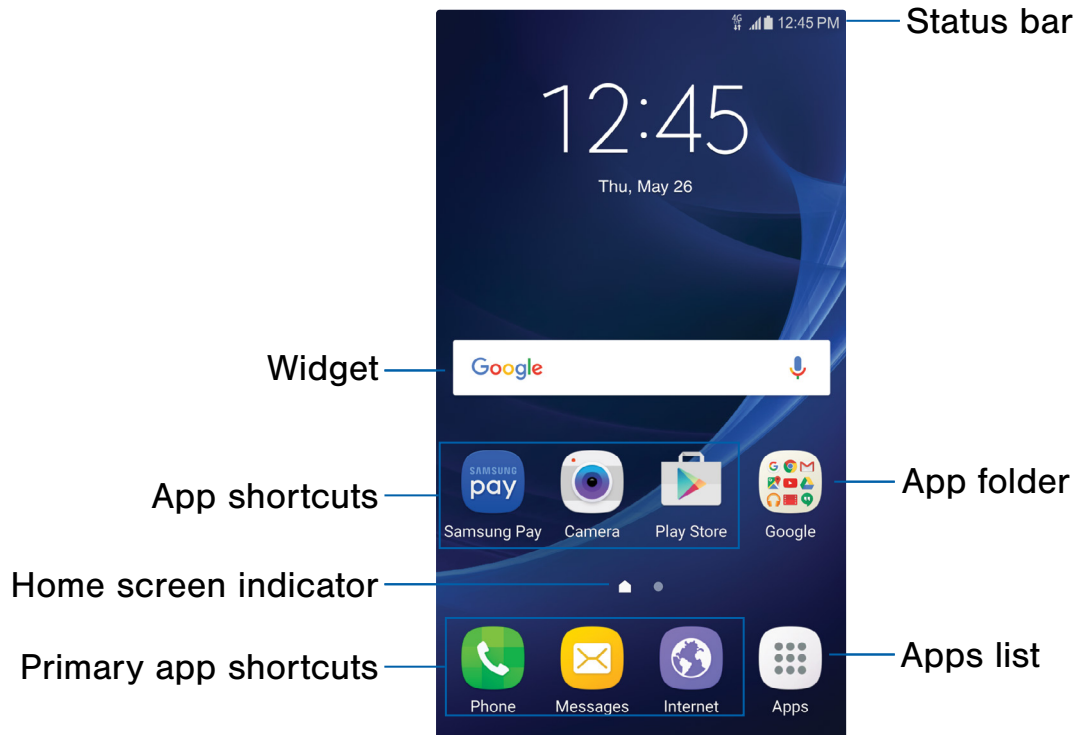 4G 12:45 PM
Status bar
12:45
Thu, May 26
Widget
Google
App shortcuts
SAMSUNG
pay
Samsung Pay
Camera
Play Store
Google
App folder
Home screen indicator
Primary app shortcuts
Phone
Messages
Internet
Apps
Apps list